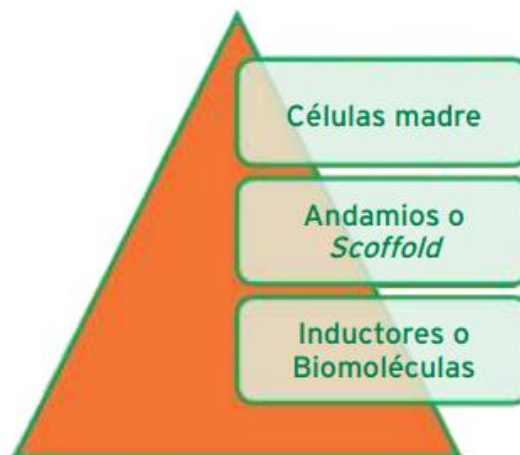 Células madre
Andamios o
Scoffold
Inductores o
Biomoléculas